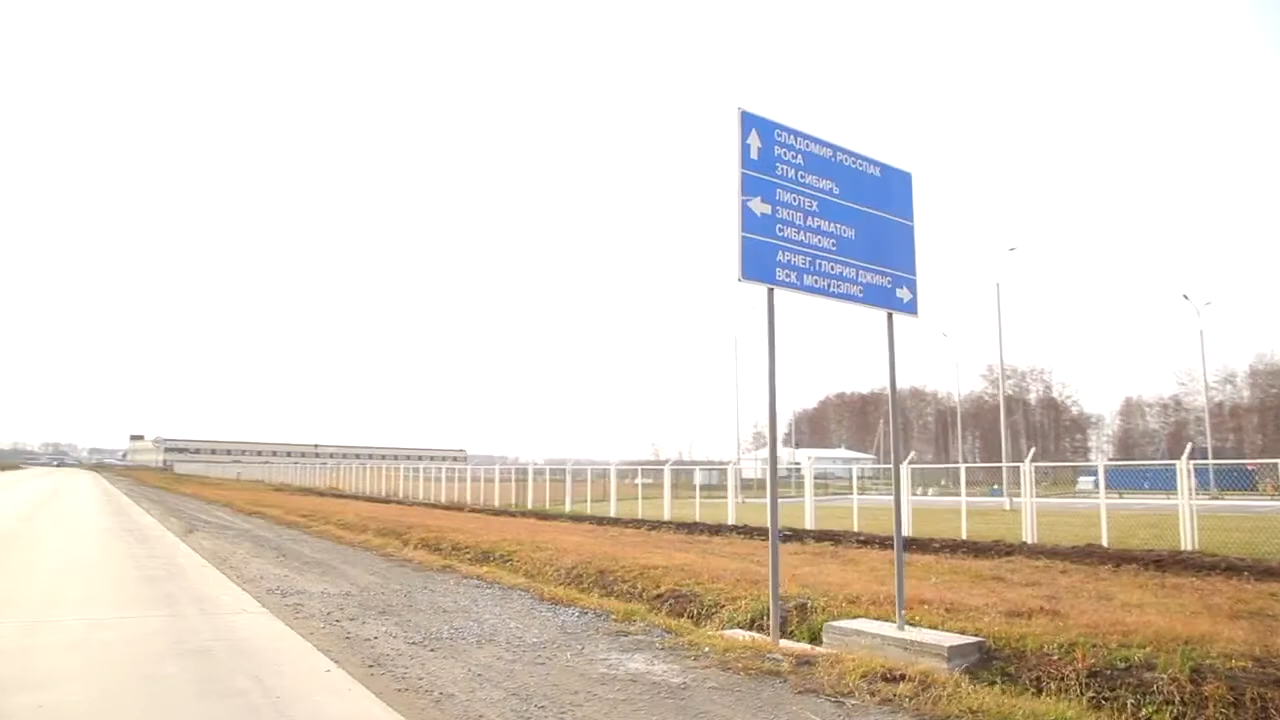 СЛАДОМИР, РОССПАК
РОСА
ЗТИ СИБИРЬ
ЛИОТЕХ
ЗКПД АРМАТОН
СИБАЛЮКС
АРНЕГ, ГЛОРИЯ ДЖИНС
ВСК, МОН'ДЭЛИС